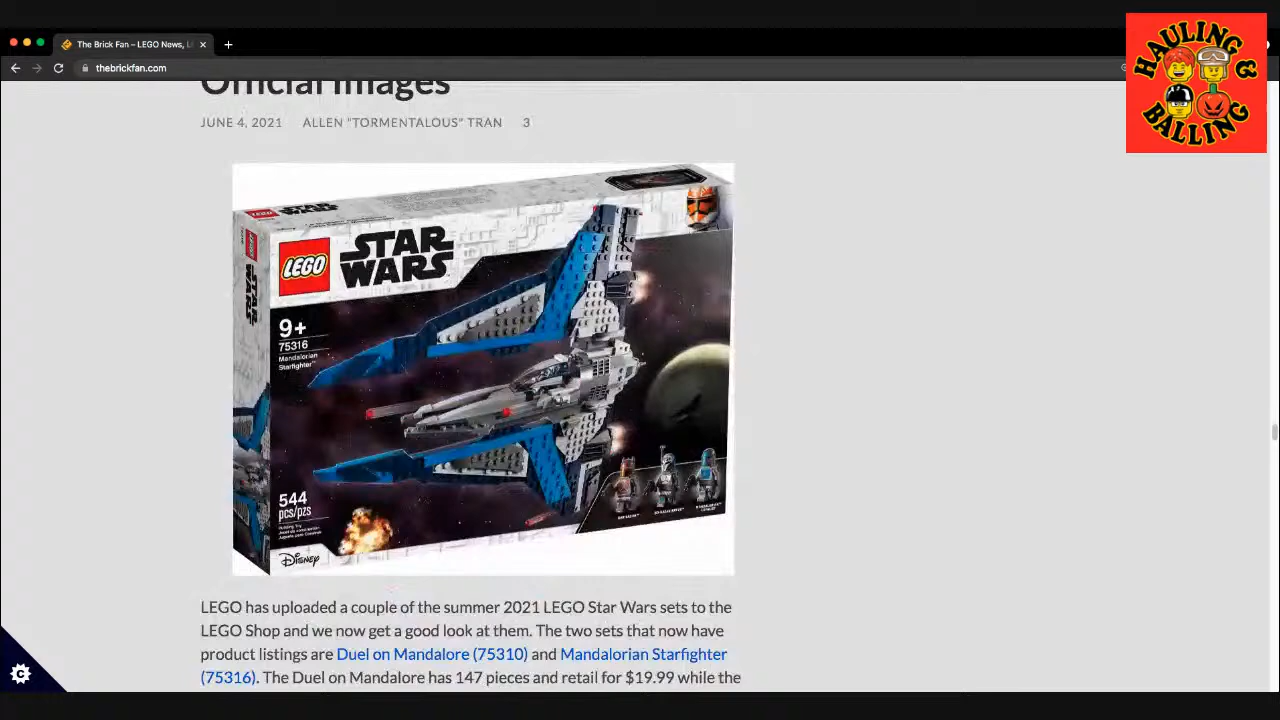 The Brick Fan – LEGO News, L
thebrickfan.com
HAULING &
BALLING
Official Images
JUNE 4, 2021 ALLEN "TORMENTALOUS" TRAN 3
LEGO
STAR
WARS
9+
75316
Mandalorian
Starfighter™
544
pcs/pzs
Disney
LEGO has uploaded a couple of the summer 2021 LEGO Star Wars sets to the
LEGO Shop and we now get a good look at them. The two sets that now have
product listings are Duel on Mandalore (75310) and Mandalorian Starfighter
(75316). The Duel on Mandalore has 147 pieces and retail for $19.99 while the